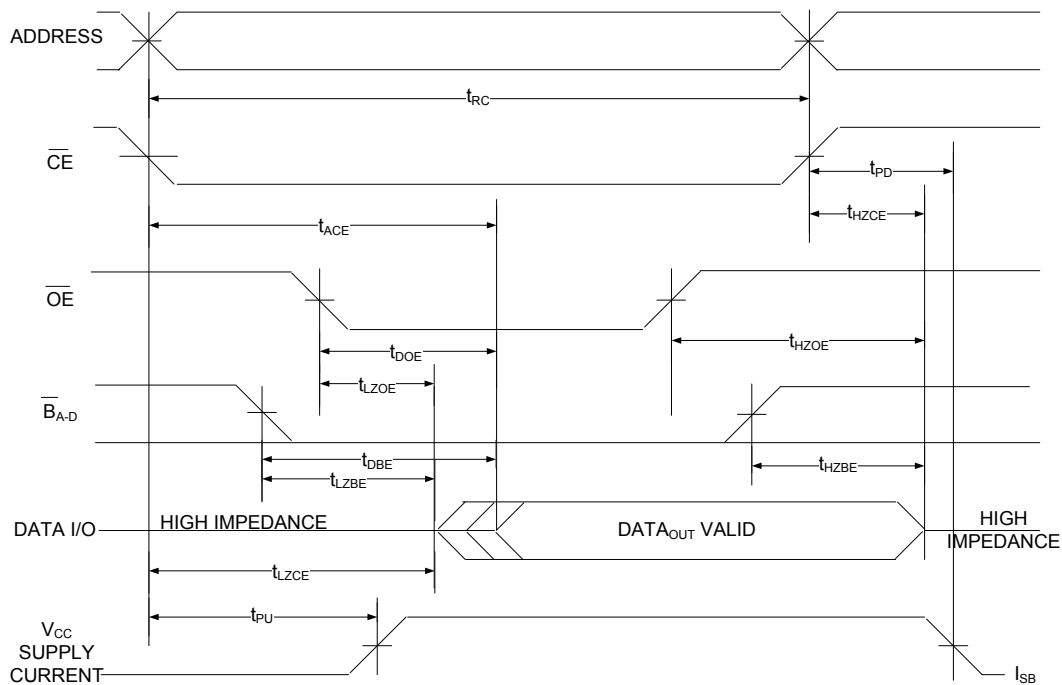 ADDRESS
tRC
CE
tPD
tHZCE
tACE
OE
tDOE
tHZOE
tLZOE
BA-D
tDBE
tHZBE
tLZBE
DATA I/O
HIGH IMPEDANCE
DATAOUT VALID
HIGH
IMPEDANCE
tLZCE
tPU
VCC
SUPPLY
CURRENT
ISB